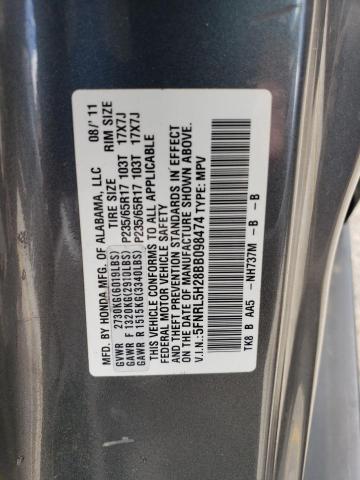 MFD. BY HONDA MFG. OF ALABAMA, LLC 08/' 11
TIRE SIZE RIM SIZE
GVWR 2730KG(6019LBS)
GAWR F 1320KG(2910LBS) P235/65R17 103T 17X7J
GAWR R 1515KG(3340LBS) P235/65R17 103T 17X7J
THIS VEHICLE CONFORMS TO ALL APPLICABLE
FEDERAL MOTOR VEHICLE SAFETY
AND THEFT PREVENTION STANDARDS IN EFFECT
ON THE DATE OF MANUFACTURE SHOWN ABOVE.
V.I.N.:5FNRL5H28BB098474 TYPE: MPV
TK8 B AA5 -NH737M -B -B